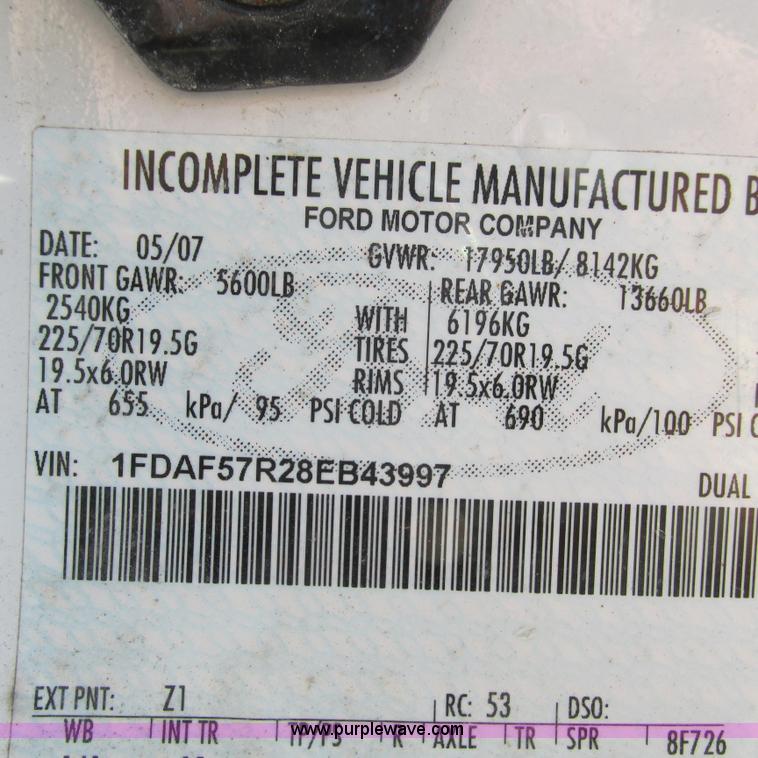 INCOMPLETE VEHICLE MANUFACTURED B
FORD MOTOR COMPANY
DATE: 05/07 GVWR: 17950LB/ 8142KG
FRONT GAWR: 5600LB REAR GAWR: 13660LB
2540KG WITH 6196KG
225/70R19.5G TIRES 225/70R19.5G
19.5x6.0RW RIMS 19.5x6.0RW
AT 655 kPa/ 95 PSI COLD AT 690 kPa/100 PSI C
VIN: 1FDAF57R28EB43997
DUAL
EXT PNT: Z1 RC: 53 DSO:
WB INT TR TP/PS R AXLE TR SPR 8F726
www.purplewave.com